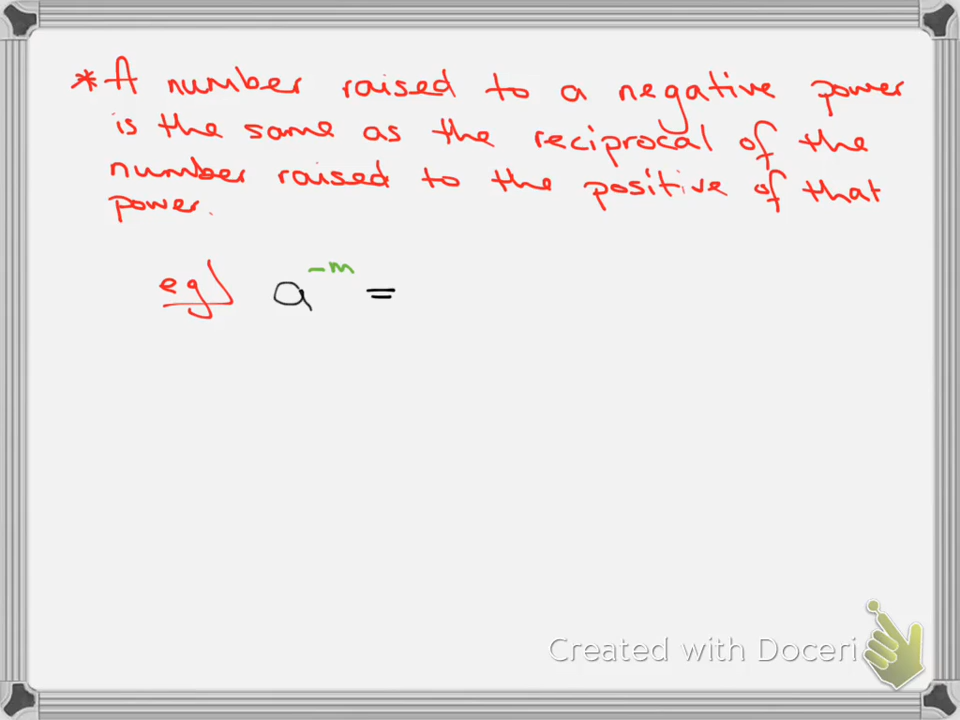 * A number raised to a negative power
is the same as the reciprocal of the
number raised to the positive of that
power.
eg) a⁻ᵐ =
Created with Doceri